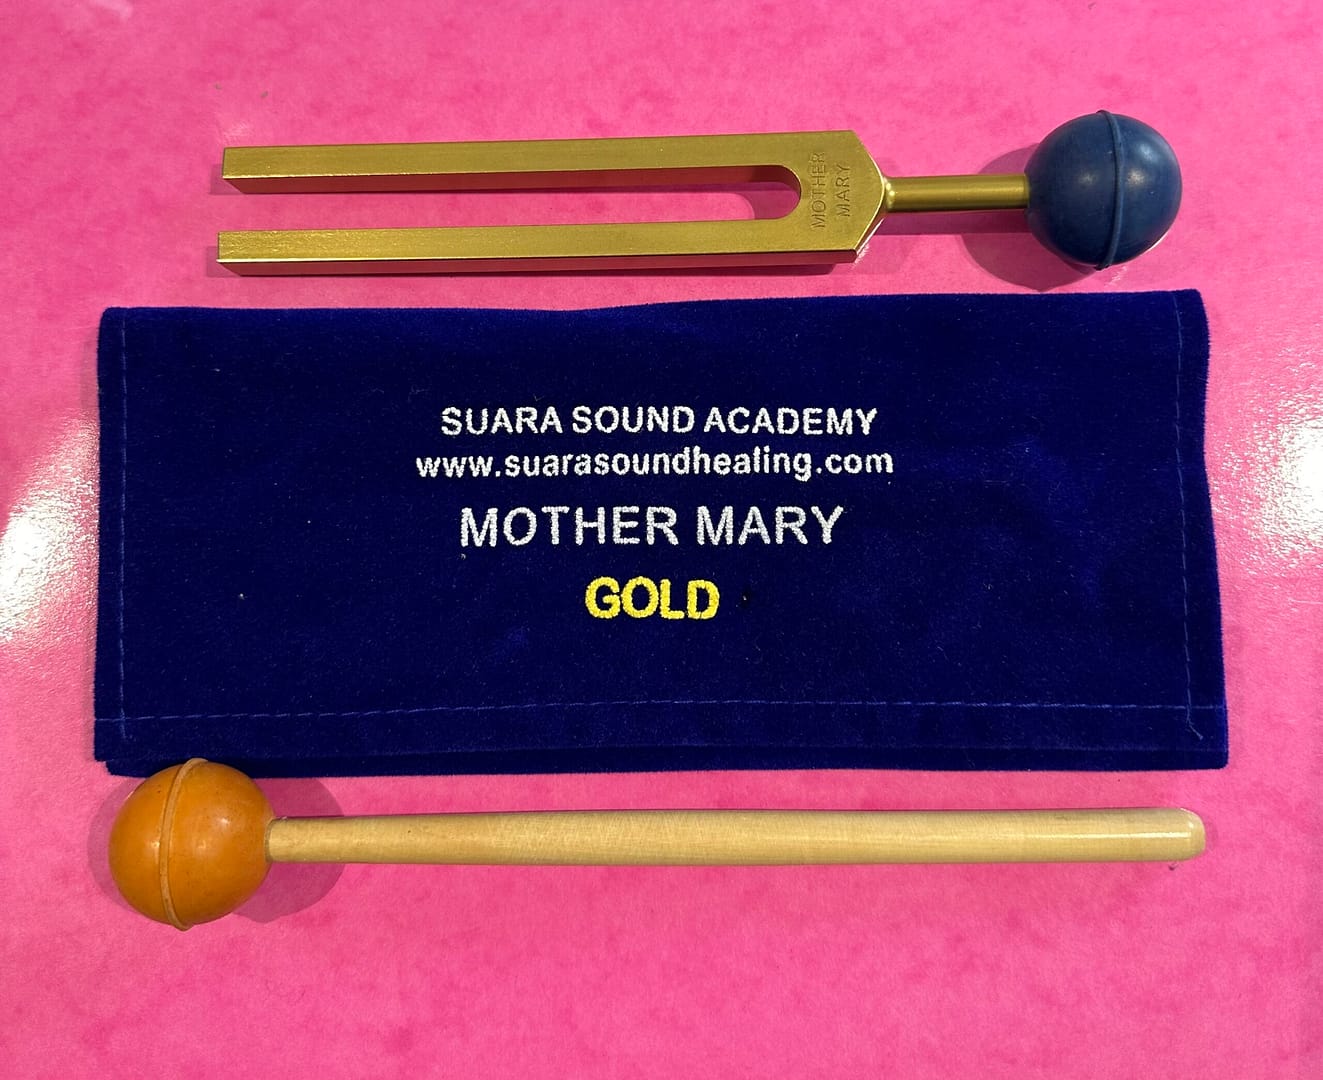 MOTHER
MARY
SUARA SOUND ACADEMY
www.suarasoundhealing.com
MOTHER MARY
GOLD